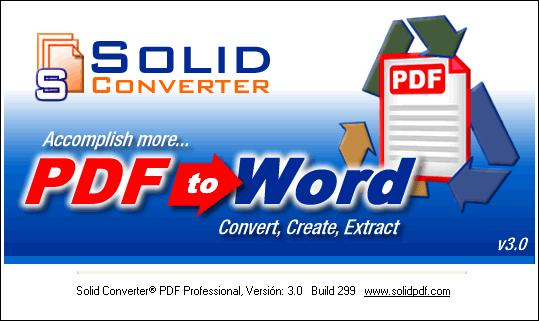 SOLID
CONVERTER
S
PDF
Accomplish more...
PDF to Word
Convert, Create, Extract
v3.0
Solid Converter® PDF Professional, Versión: 3.0 Build 299 www.solidpdf.com